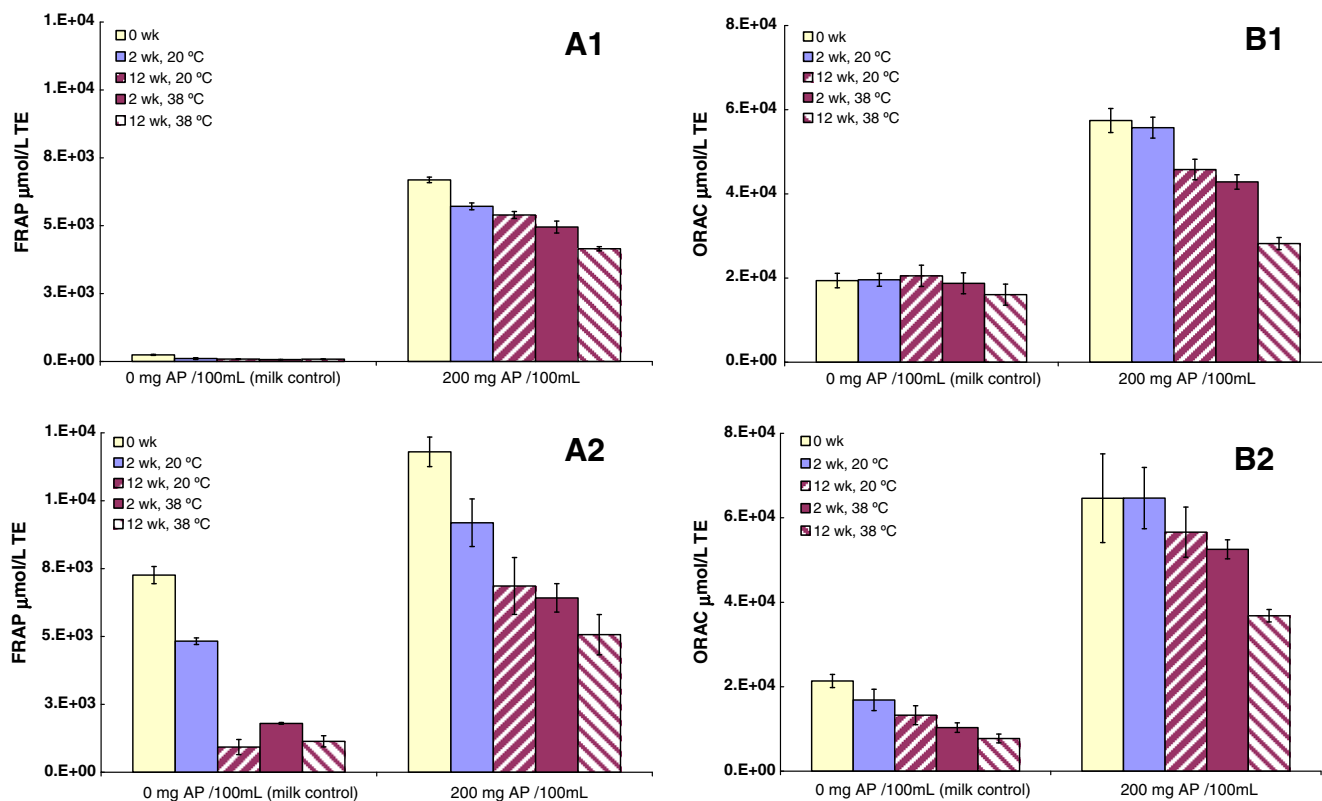 A1
FRAP µmol/L TE
1.E+04
1.E+04
8.E+03
5.E+03
3.E+03
0.E+00
0 wk
2 wk, 20 ºC
12 wk, 20 ºC
2 wk, 38 ºC
12 wk, 38 ºC
0 mg AP /100mL (milk control)
200 mg AP /100mL
B1
ORAC µmol/L TE
8.E+04
6.E+04
4.E+04
2.E+04
0.E+00
0 wk
2 wk, 20 ºC
12 wk, 20 ºC
2 wk, 38 ºC
12 wk, 38 ºC
0 mg AP /100mL (milk control)
200 mg AP /100mL
A2
FRAP µmol/L TE
1.E+04
1.E+04
8.E+03
5.E+03
3.E+03
0.E+00
0 wk
2 wk, 20 ºC
12 wk, 20 ºC
2 wk, 38 ºC
12 wk, 38 ºC
0 mg AP /100mL (milk control)
200 mg AP /100mL
B2
ORAC µmol/L TE
8.E+04
6.E+04
4.E+04
2.E+04
0.E+00
0 wk
2 wk, 20 ºC
12 wk, 20 ºC
2 wk, 38 ºC
12 wk, 38 ºC
0 mg AP /100mL (milk control)
200 mg AP /100mL